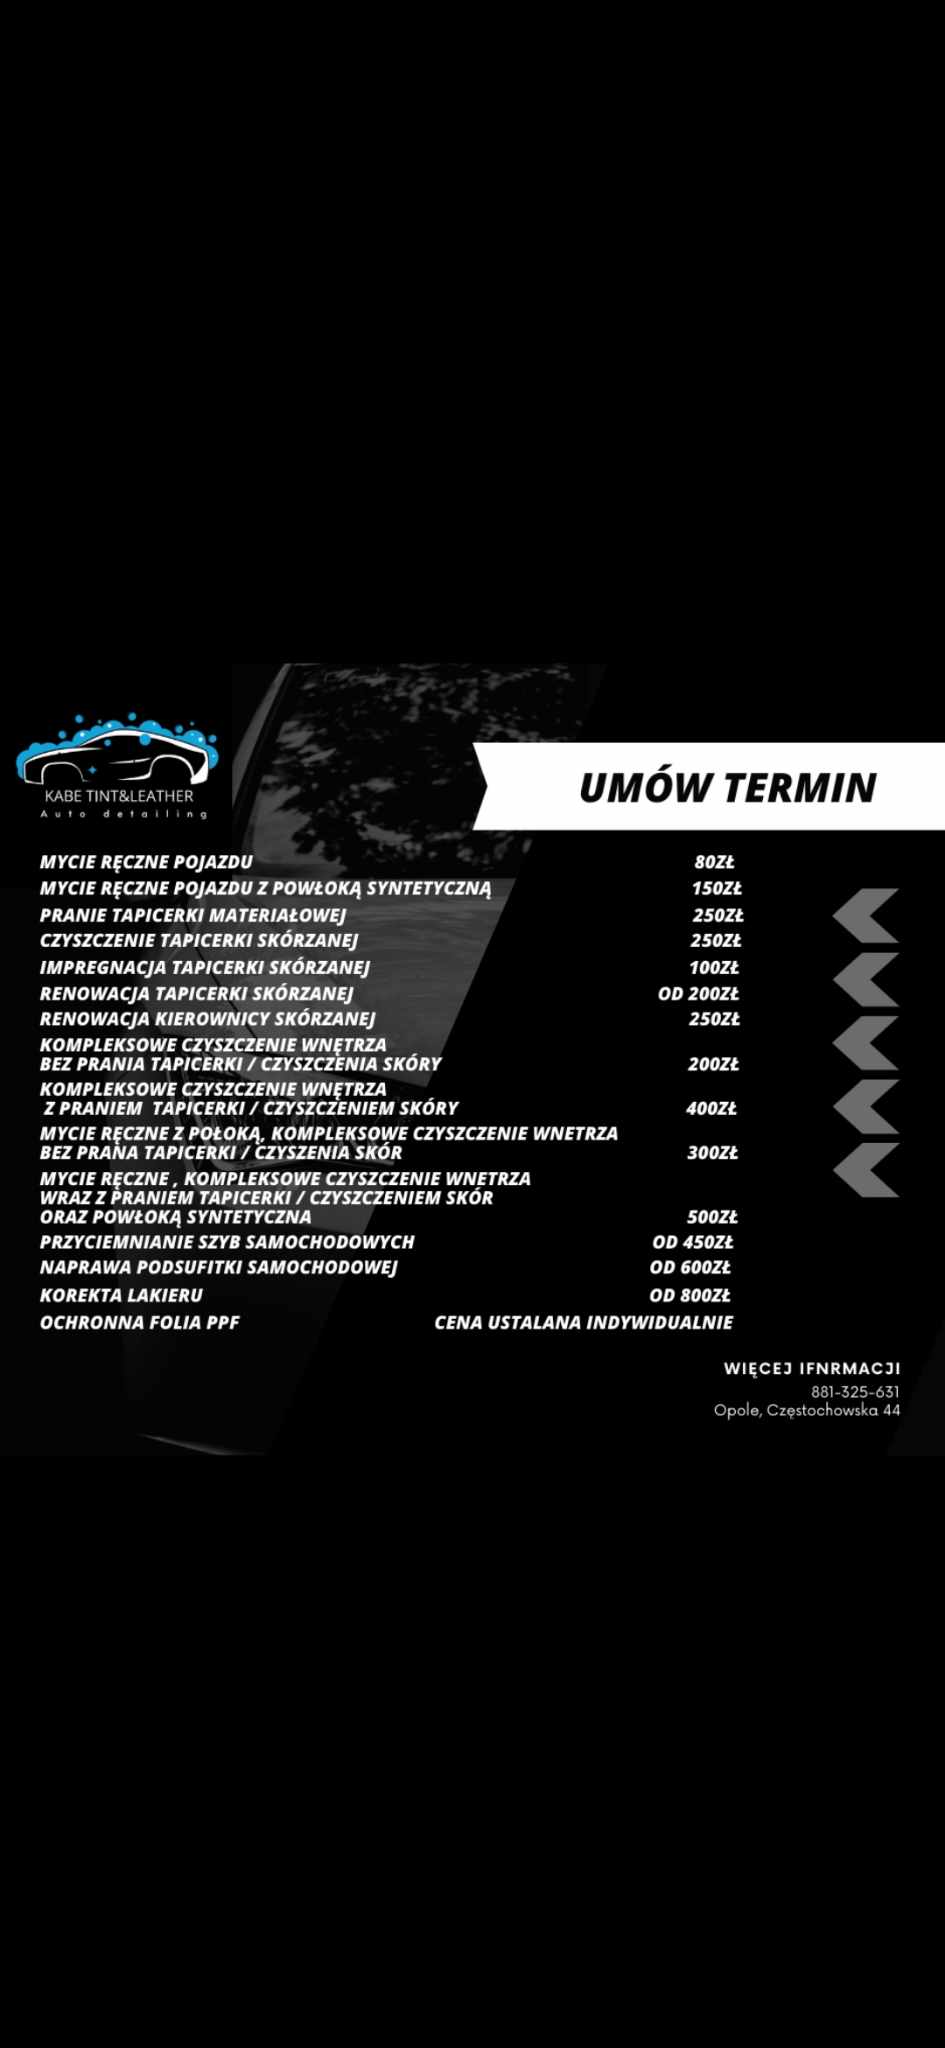 KABE TINT&LEATHER
Auto detailing
UMÓW TERMIN
MYCIE RĘCZNE POJAZDU 80ZŁ
MYCIE RĘCZNE POJAZDU Z POWŁOKĄ SYNTETYCZNĄ 150ZŁ
PRANIE TAPICERKI MATERIAŁOWEJ 250ZŁ
CZYSZCZENIE TAPICERKI SKÓRZANEJ 250ZŁ
IMPREGNACJA TAPICERKI SKÓRZANEJ 100ZŁ
RENOWACJA TAPICERKI SKÓRZANEJ OD 200ZŁ
RENOWACJA KIEROWNICY SKÓRZANEJ 250ZŁ
KOMPLEKSOWE CZYSZCZENIE WNĘTRZA
BEZ PRANIA TAPICERKI / CZYSZCZENIA SKÓRY 200ZŁ
KOMPLEKSOWE CZYSZCZENIE WNĘTRZA
Z PRANIEM TAPICERKI / CZYSZCZENIEM SKÓRY 400ZŁ
MYCIE RĘCZNE Z POŁOKĄ, KOMPLEKSOWE CZYSZCZENIE WNETRZA
BEZ PRANA TAPICERKI / CZYSZENIA SKÓR 300ZŁ
MYCIE RĘCZNE , KOMPLEKSOWE CZYSZCZENIE WNETRZA
WRAZ Z PRANIEM TAPICERKI / CZYSZCZENIEM SKÓR
ORAZ POWŁOKĄ SYNTETYCZNA 500ZŁ
PRZYCIEMNIANIE SZYB SAMOCHODOWYCH OD 450ZŁ
NAPRAWA PODSUFITKI SAMOCHODOWEJ OD 600ZŁ
KOREKTA LAKIERU OD 800ZŁ
OCHRONNA FOLIA PPF CENA USTALANA INDYWIDUALNIE
WIĘCEJ IFNRMACJI
881-325-631
Opole, Częstochowska 44